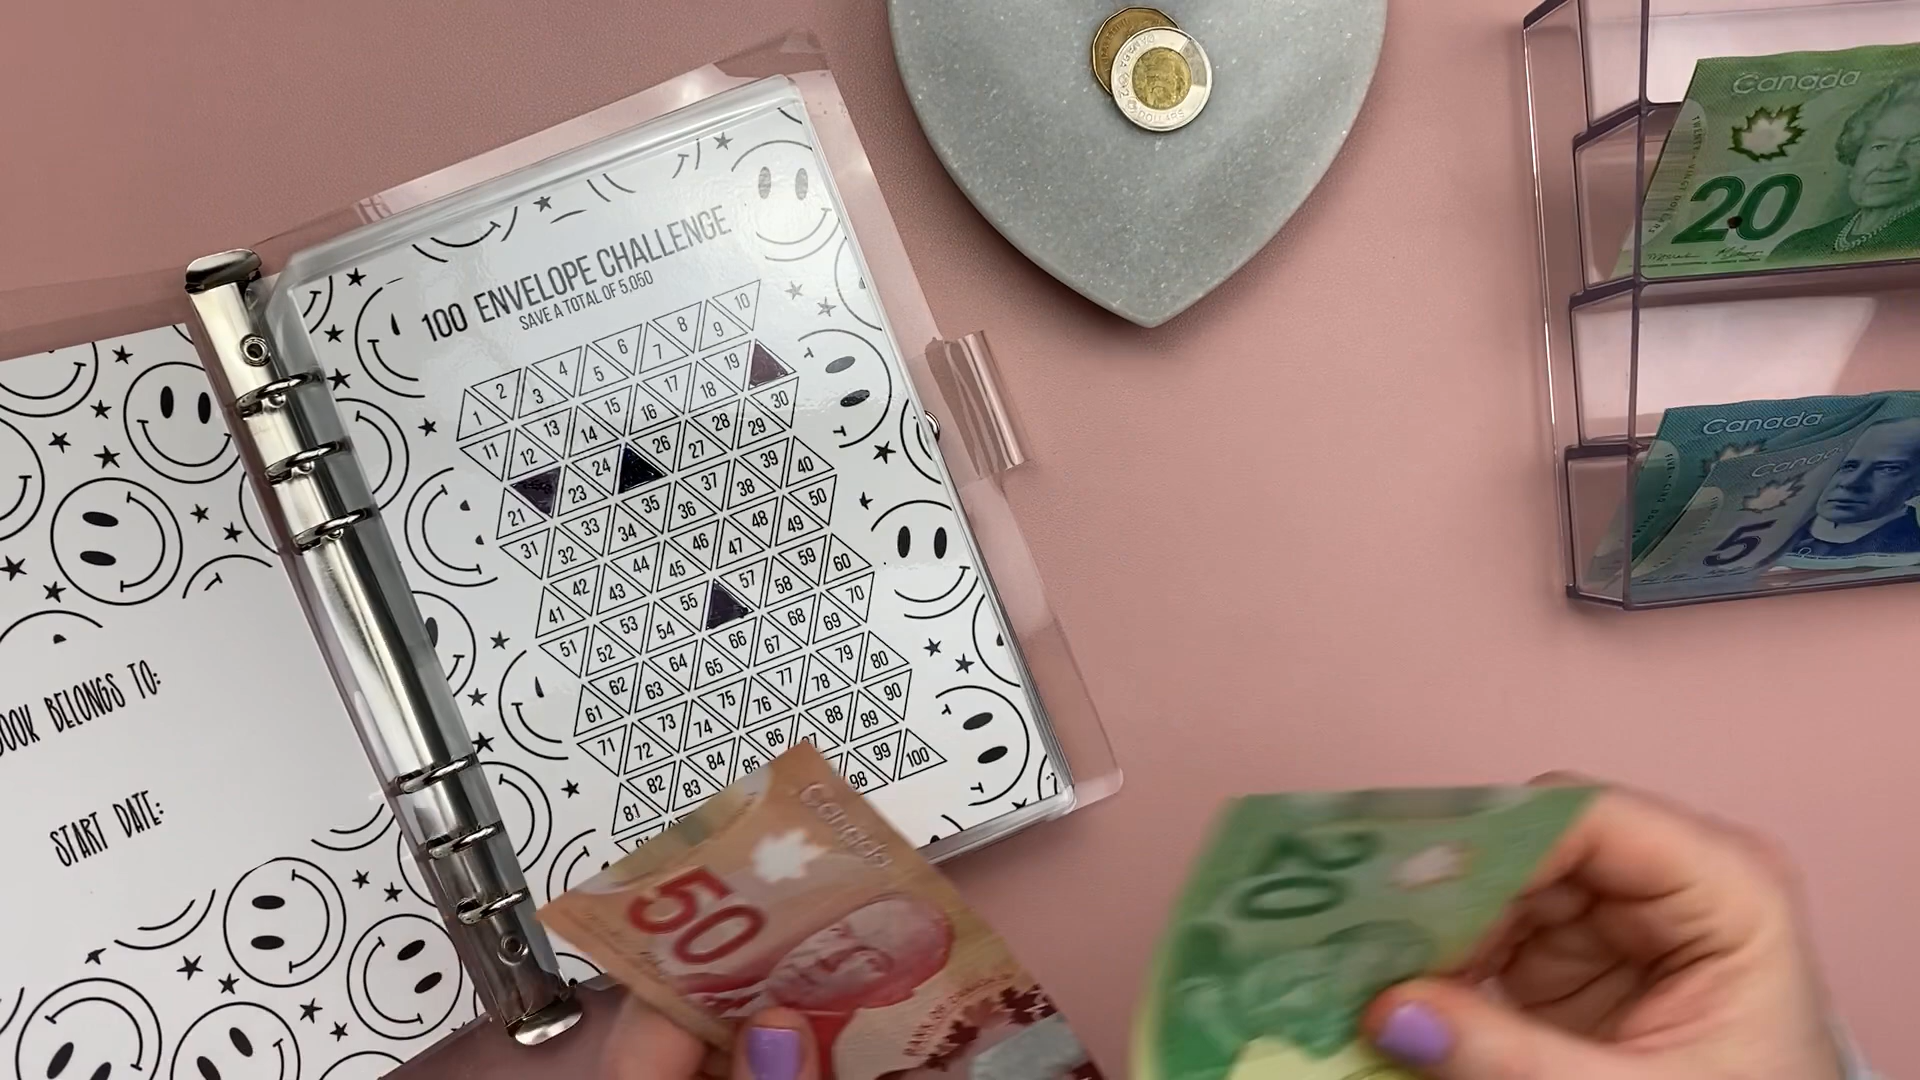 100 ENVELOPE CHALLENGE
SAVE A TOTAL OF 5,050
1 2 3 4 5 6 7 8 9 10
11 12 13 14 15 16 17 18 19
21 23 24 26 27 28 29 30
31 32 33 34 35 36 37 38 39 40
41 42 43 44 45 46 47 48 49 50
51 52 53 54 55 57 58 59 60
61 62 63 64 65 66 67 68 69 70
71 72 73 74 75 76 77 78 79 80
81 82 83 84 85 86 87 88 89 90
98 99 100
BELONGS TO:
START DATE:
CANADA
DOLLARS
Canada
20
Canada
Canada
5
Canada
50
20